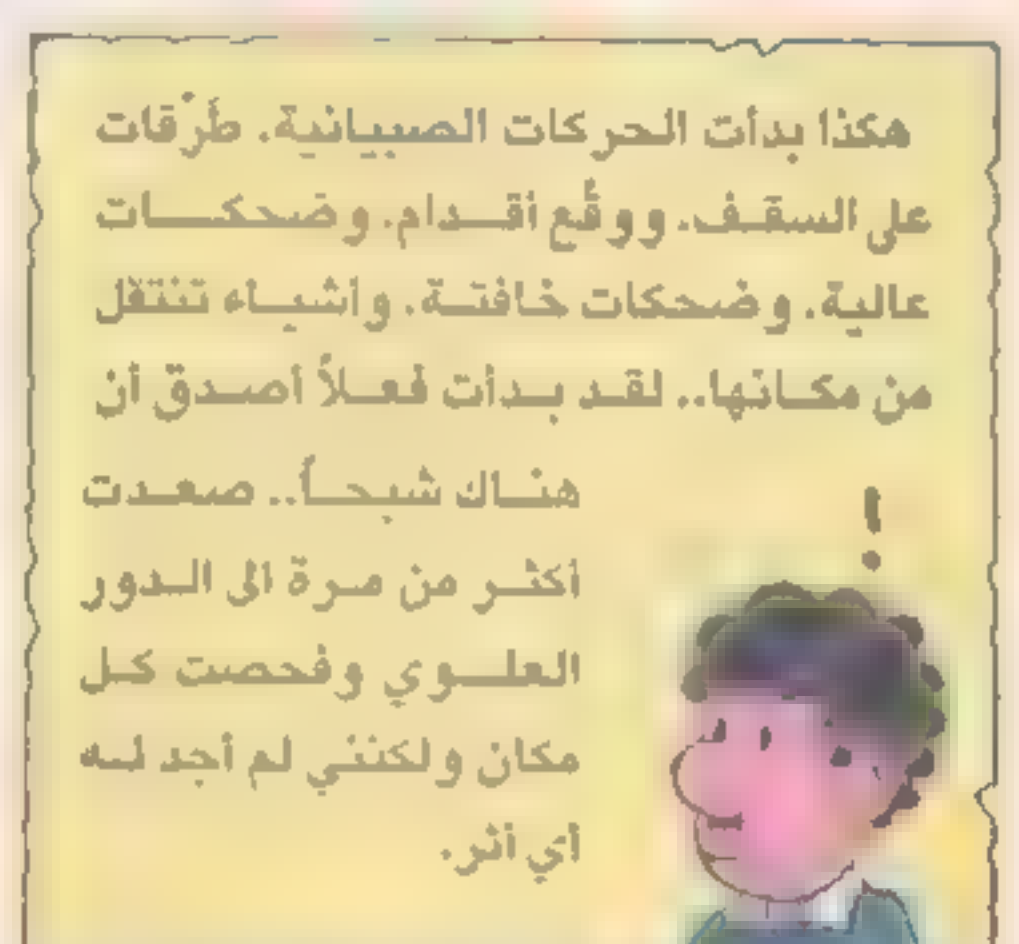 هكذا بدأت الحركات الصبيانية. طَرْقات
على السقف. ووقْع أقدام. وضحكات
عالية. وضحكات خافتة. وأشياء تنتقل
من مكانها.. لقد بدأت فعلاً أصدق أن
هناك شبحاً.. صعدت
أكثر من مرة الى الدور
العلوي وفحصت كل
مكان ولكنني لم أجد له
أي أثر.
!